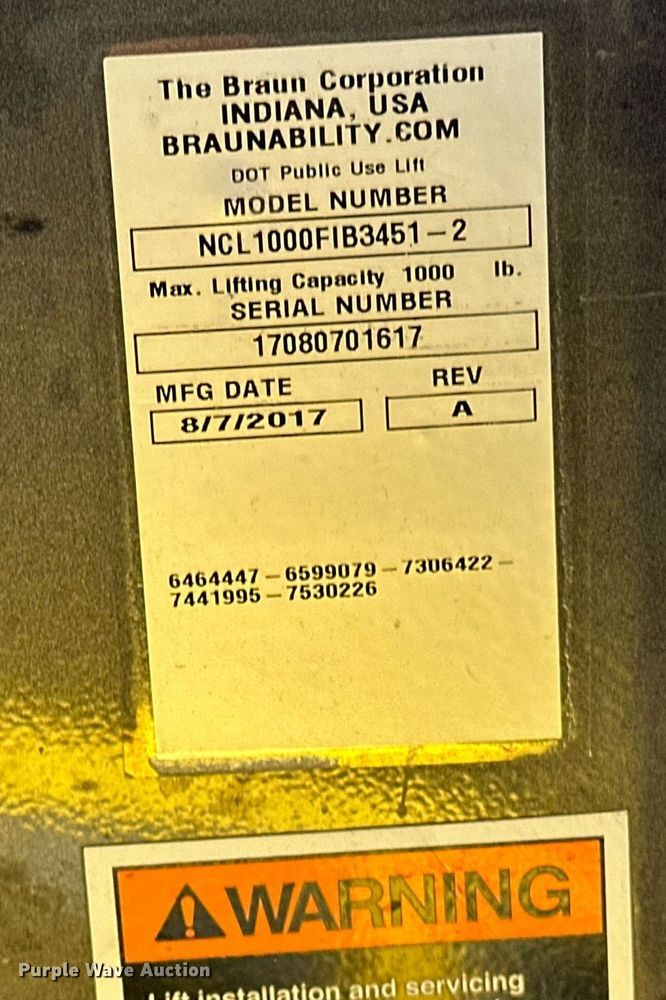 The Braun Corporation
INDIANA, USA
BRAUNABILITY.COM
DOT Public Use Lift
MODEL NUMBER
NCL1000FIB3451-2
Max. Lifting Capacity 1000 lb.
SERIAL NUMBER
17080701617
MFG DATE REV
8/7/2017 A
6464447-6599079-7306422-
7441995-7530226
WARNING
Lift installation and servicing
Purple Wave Auction